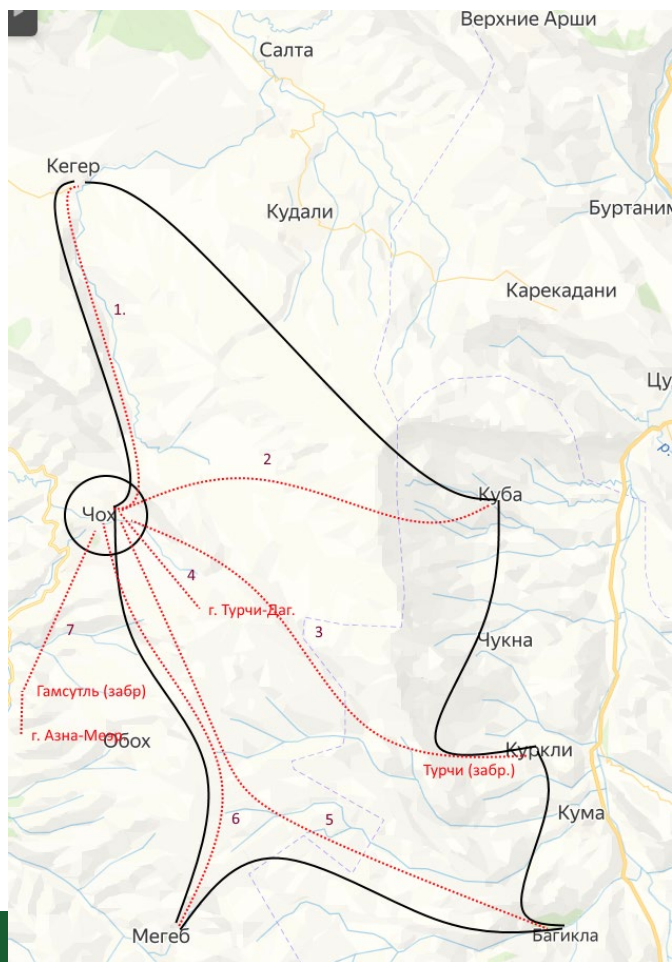 Верхние Арши
Салта
Кегер
Кудали
Буртаним
1.
Карекадани
Цу
2
Куба
р.
Чох
4
г. Турчи-Даг.
3
Чукна
7
Гамсутль (забр)
г. Азна-Меэр.
Обох
Куркли
Турчи (забр.)
6
5
Кума
Мегеб
Багикла